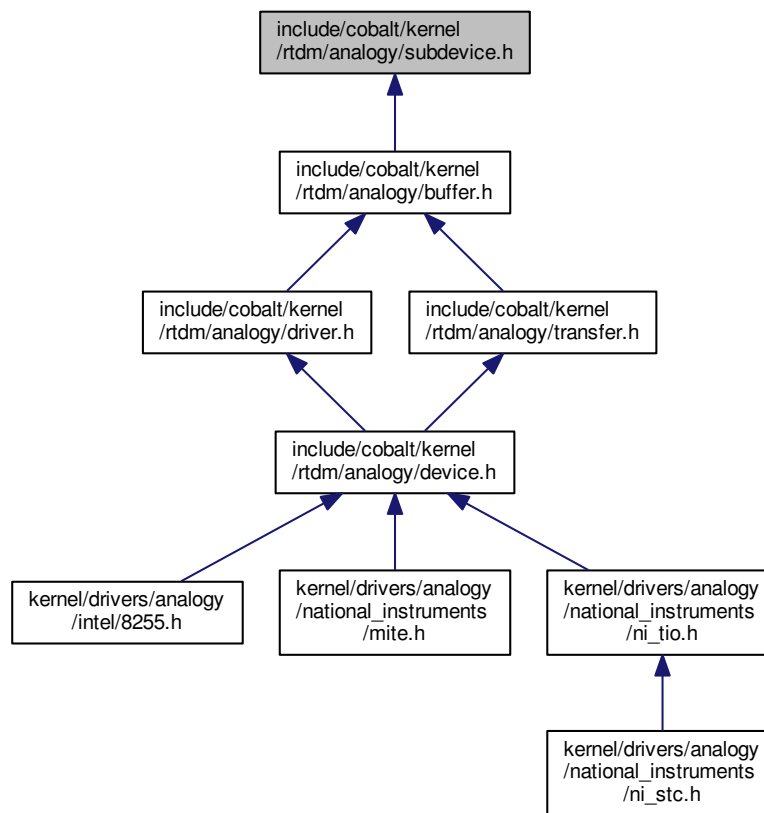 include/cobalt/kernel
/rtdm/analogy/subdevice.h
include/cobalt/kernel
/rtdm/analogy/buffer.h
include/cobalt/kernel
/rtdm/analogy/driver.h
include/cobalt/kernel
/rtdm/analogy/transfer.h
include/cobalt/kernel
/rtdm/analogy/device.h
kernel/drivers/analogy
/intel/8255.h
kernel/drivers/analogy
/national_instruments
/mite.h
kernel/drivers/analogy
/national_instruments
/ni_tio.h
kernel/drivers/analogy
/national_instruments
/ni_stc.h